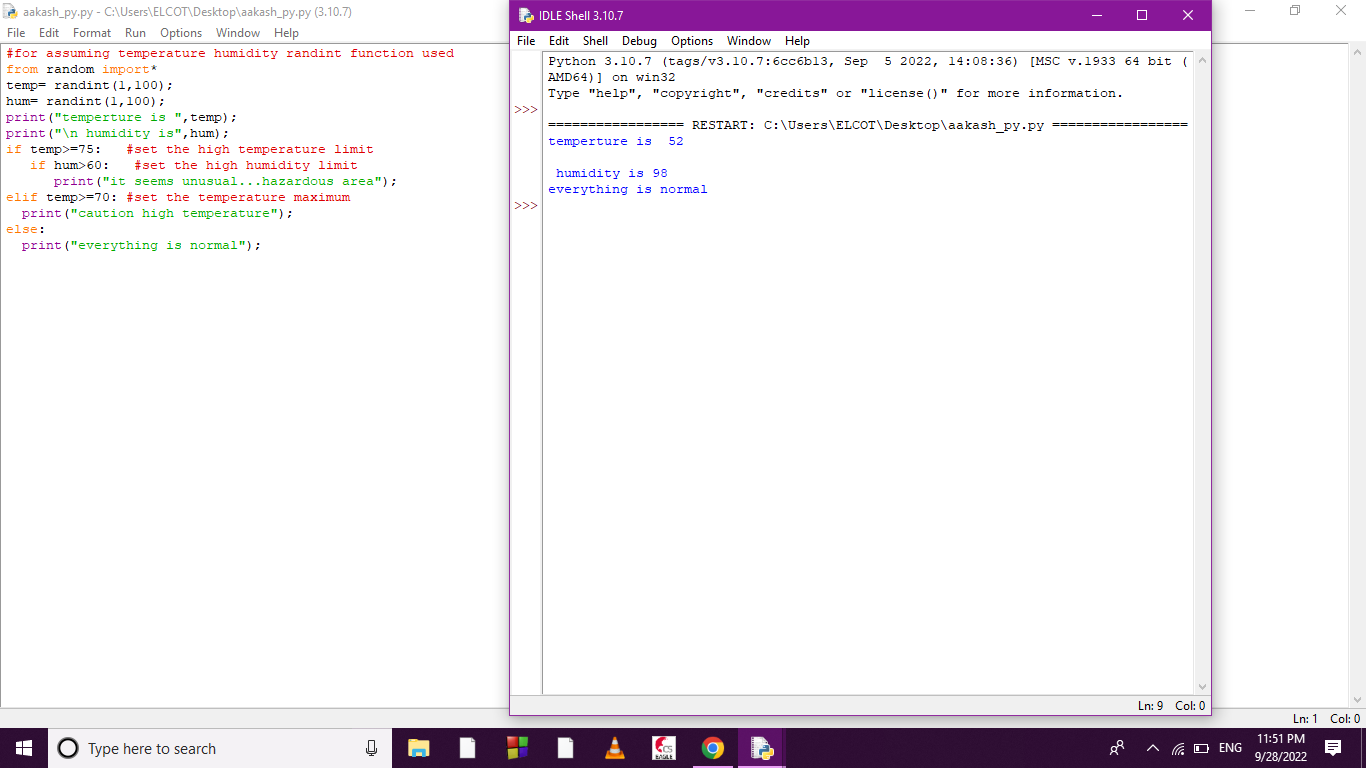 aakash_py.py - C:\Users\ELCOT\Desktop\aakash_py.py (3.10.7)
File Edit Format Run Options Window Help
#for assuming temperature humidity randint function used
from random import*
temp= randint(1,100);
hum= randint(1,100);
print("temperture is ",temp);
print("\n humidity is",hum);
if temp>=75:   #set the high temperature limit
   if hum>60:   #set the high humidity limit
      print("it seems unusual...hazardous area");
elif temp>=70: #set the temperature maximum
  print("caution high temperature");
else:
  print("everything is normal");
IDLE Shell 3.10.7
File Edit Shell Debug Options Window Help
Python 3.10.7 (tags/v3.10.7:6cc6b13, Sep  5 2022, 14:08:36) [MSC v.1933 64 bit (
AMD64)] on win32
Type "help", "copyright", "credits" or "license()" for more information.
>>>
================= RESTART: C:\Users\ELCOT\Desktop\aakash_py.py =================
temperture is  52

 humidity is 98
everything is normal
>>>
Ln: 9 Col: 0
Ln: 1 Col: 0
Type here to search
CS
EAGLE
ENG
11:51 PM
9/28/2022